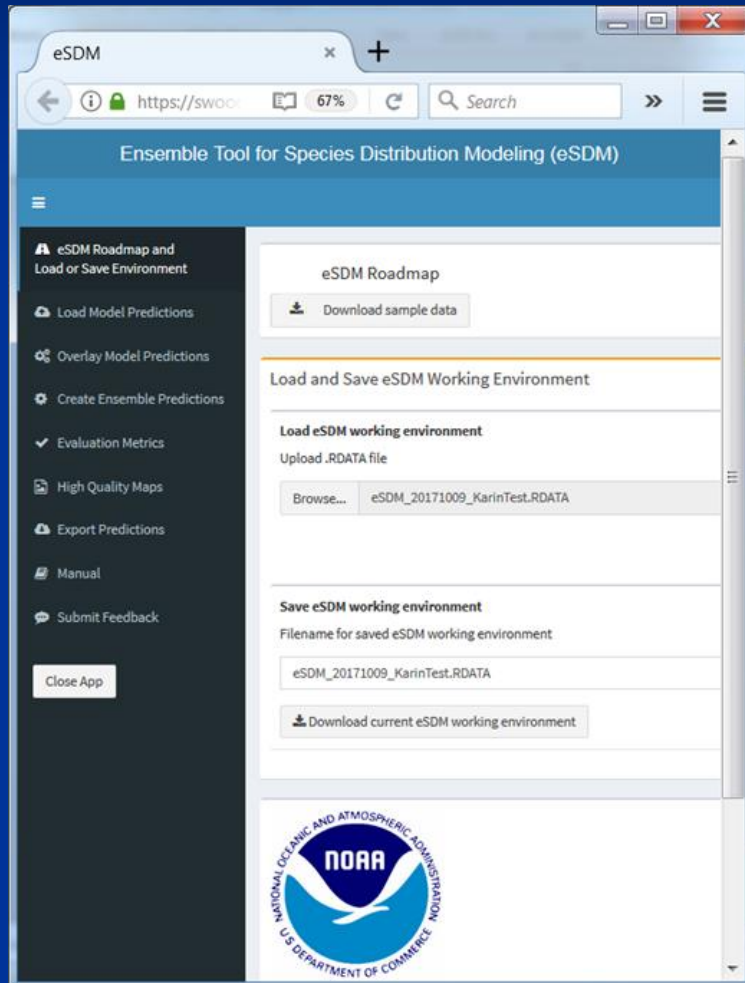 eSDM
https://swoo
67%
Search
Ensemble Tool for Species Distribution Modeling (eSDM)
eSDM Roadmap and
Load or Save Environment
Load Model Predictions
Overlay Model Predictions
Create Ensemble Predictions
Evaluation Metrics
High Quality Maps
Export Predictions
Manual
Submit Feedback
Close App
eSDM Roadmap
Download sample data
Load and Save eSDM Working Environment
Load eSDM working environment
Upload .RDATA file
Browse... eSDM_20171009_KarinTest.RDATA
Save eSDM working environment
Filename for saved eSDM working environment
eSDM_20171009_KarinTest.RDATA
Download current eSDM working environment
NATIONAL OCEANIC AND ATMOSPHERIC ADMINISTRATION
NOAA
U.S. DEPARTMENT OF COMMERCE